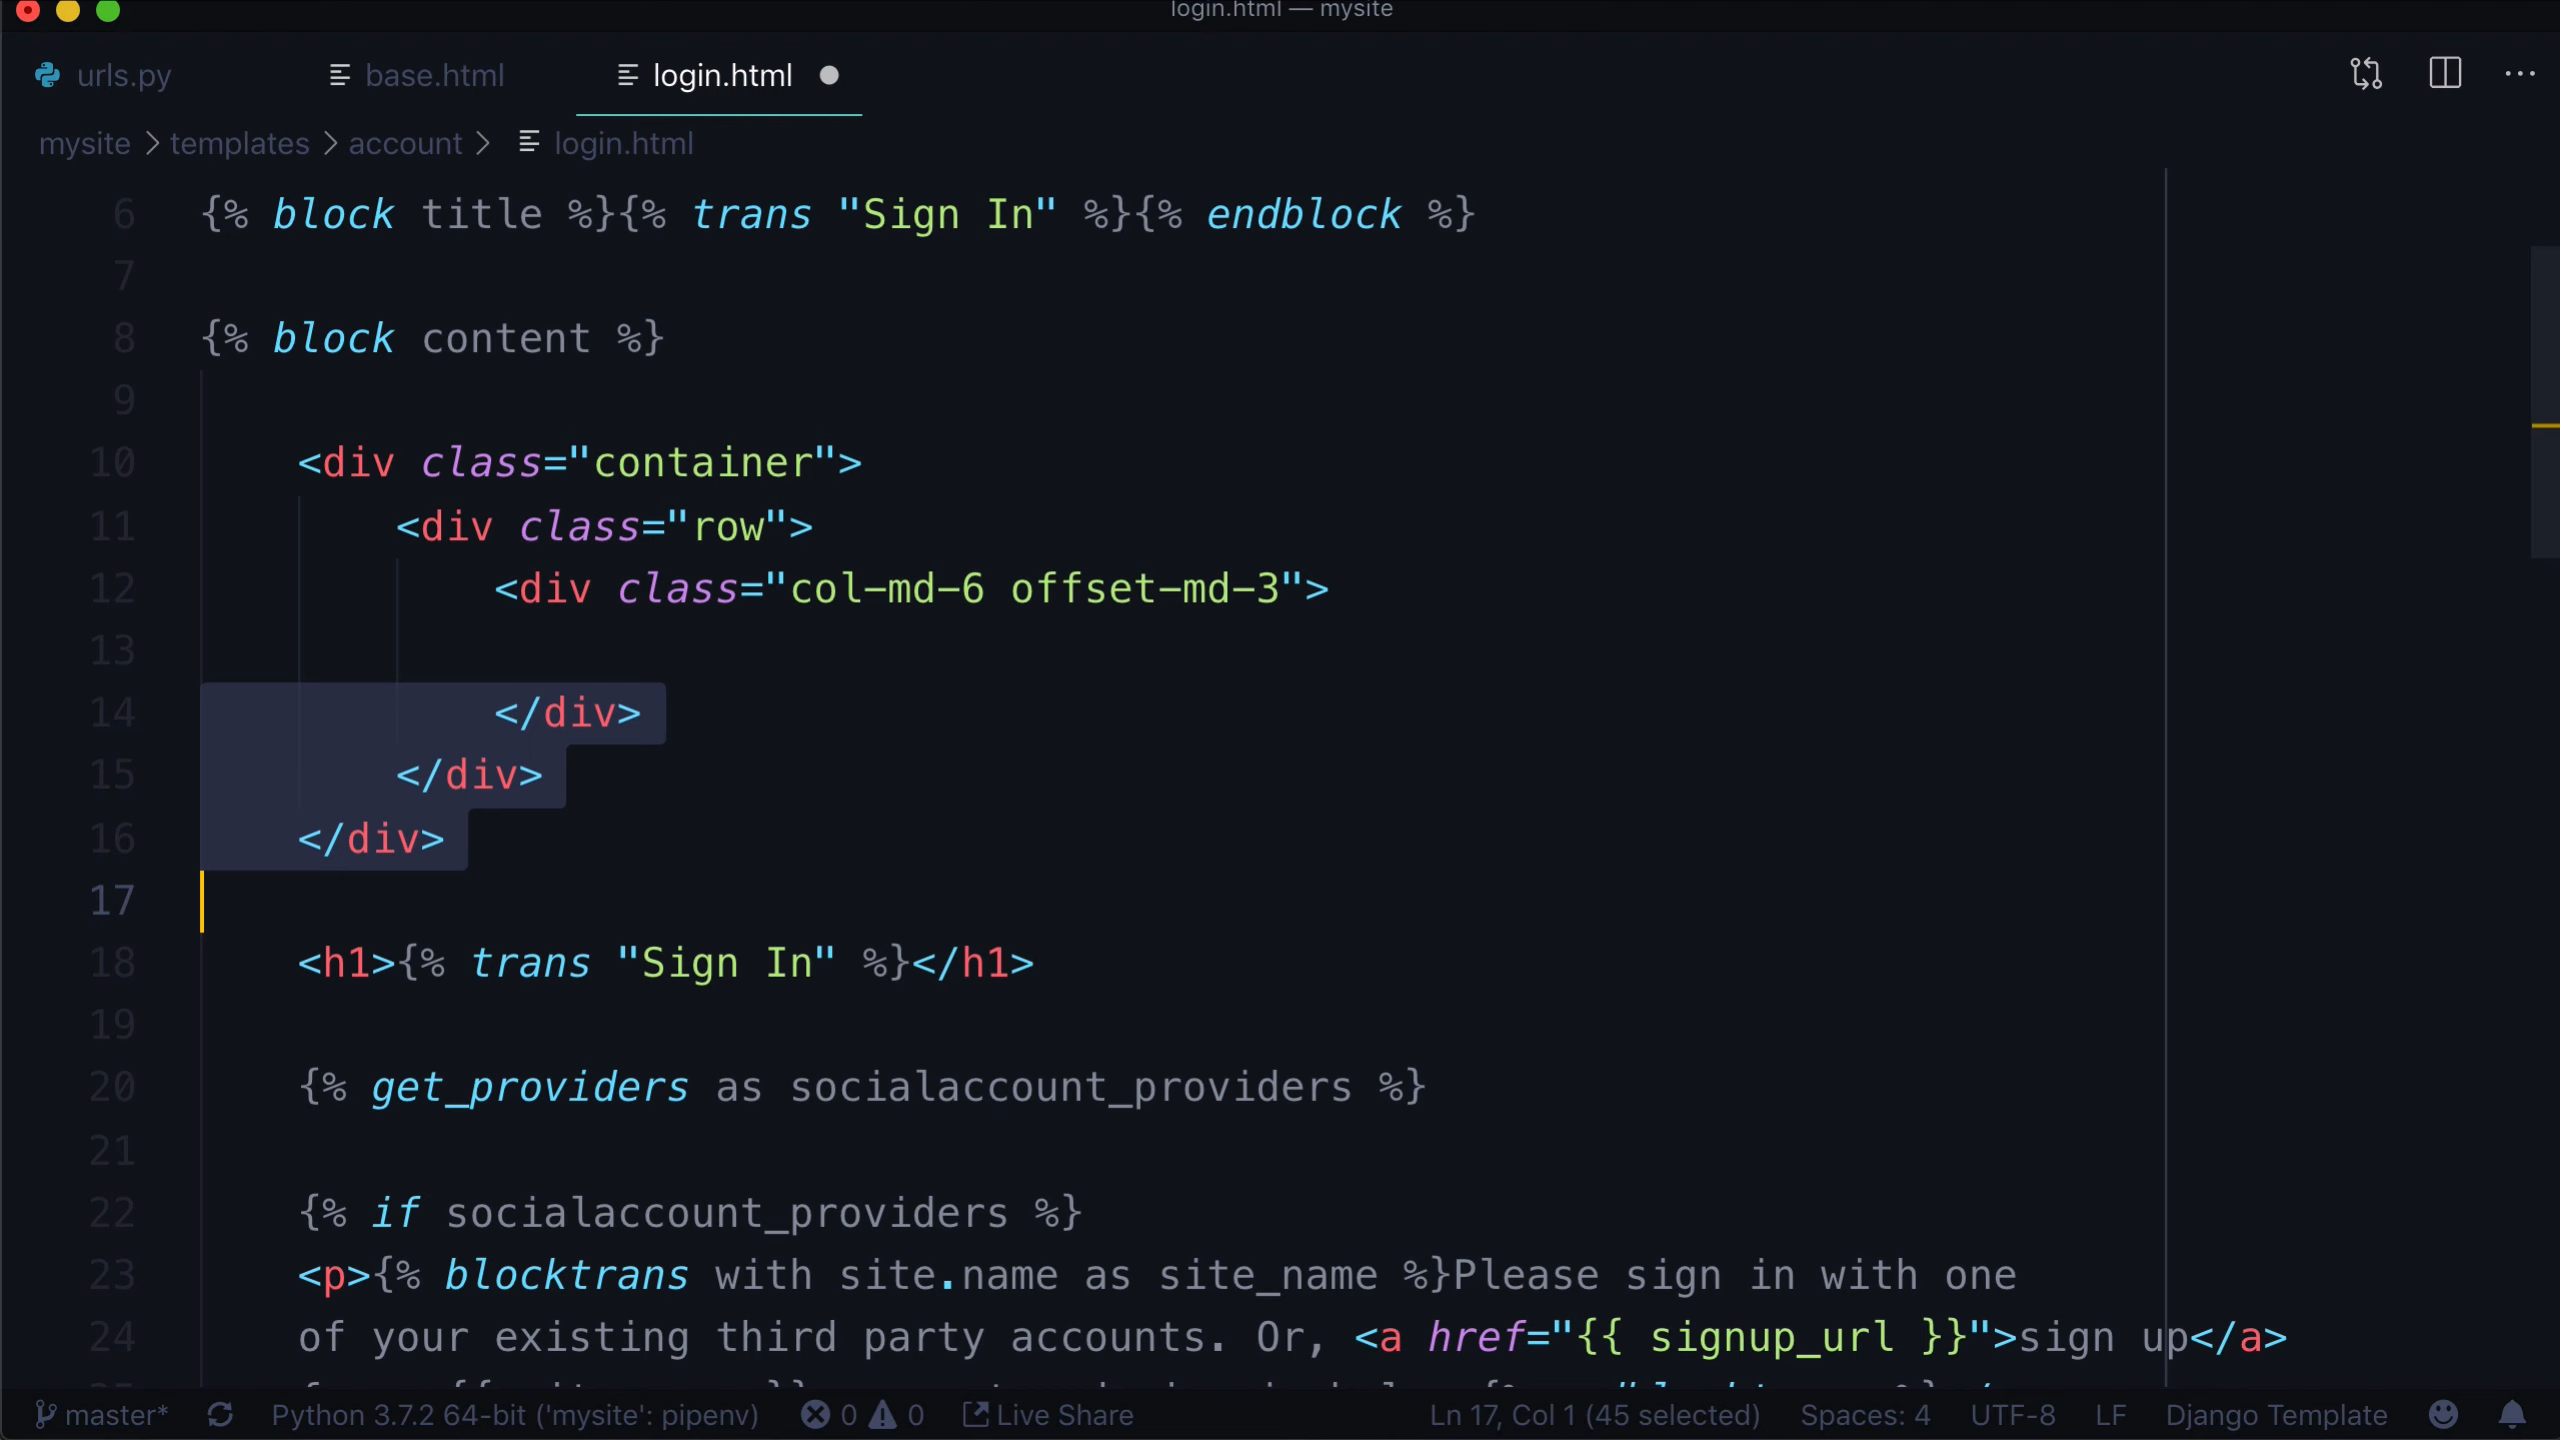 login.html — mysite
urls.py base.html login.html
mysite > templates > account > login.html
6 {% block title %}{% trans "Sign In" %}{% endblock %}
7
8 {% block content %}
9
10 <div class="container">
11 <div class="row">
12 <div class="col-md-6 offset-md-3">
13
14 </div>
15 </div>
16 </div>
17
18 <h1>{% trans "Sign In" %}</h1>
19
20 {% get_providers as socialaccount_providers %}
21
22 {% if socialaccount_providers %}
23 <p>{% blocktrans with site.name as site_name %}Please sign in with one
24 of your existing third party accounts. Or, <a href="{{ signup_url }}">sign up</a>
master* Python 3.7.2 64-bit ('mysite': pipenv) 0 0 Live Share Ln 17, Col 1 (45 selected) Spaces: 4 UTF-8 LF Django Template